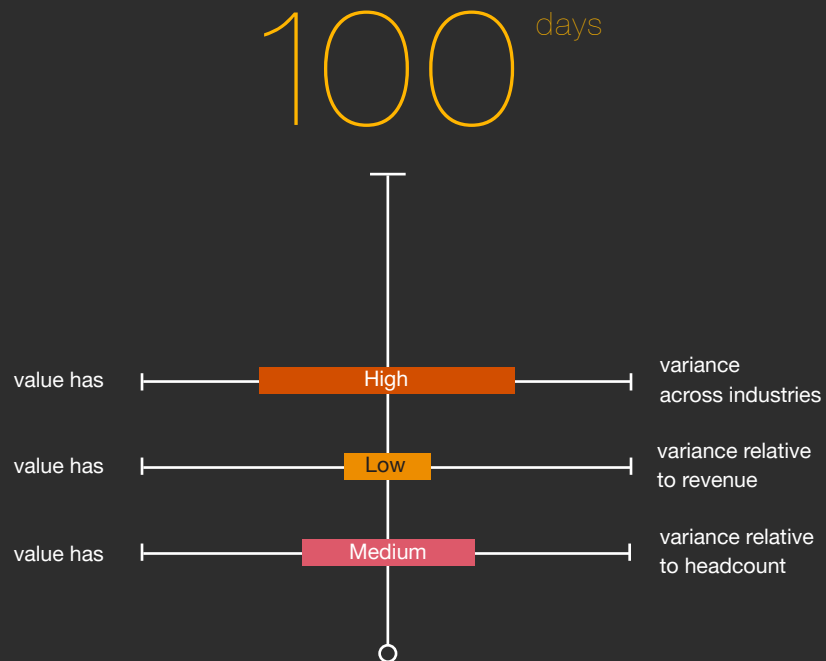 100 days
value has High variance
across industries
value has Low variance relative
to revenue
value has Medium variance relative
to headcount